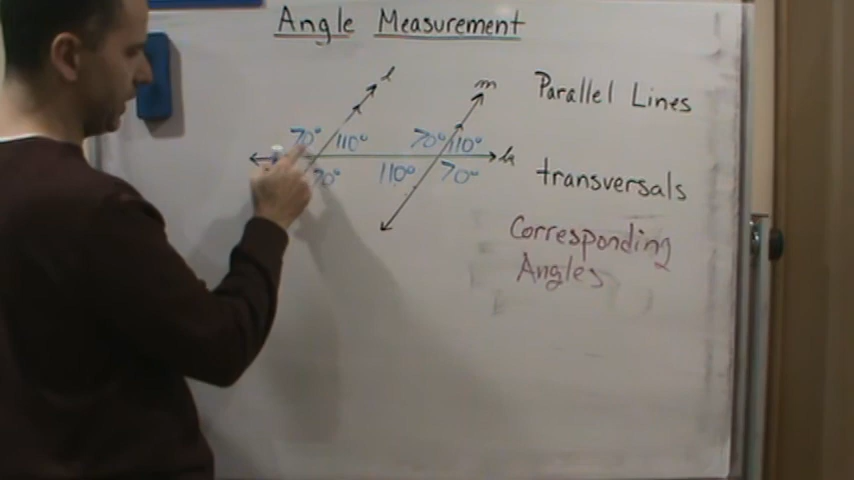 Angle Measurement
l
m
Parallel Lines
70° 110° 70° 110°
k
70° 110° 70°
transversals
Corresponding
Angles